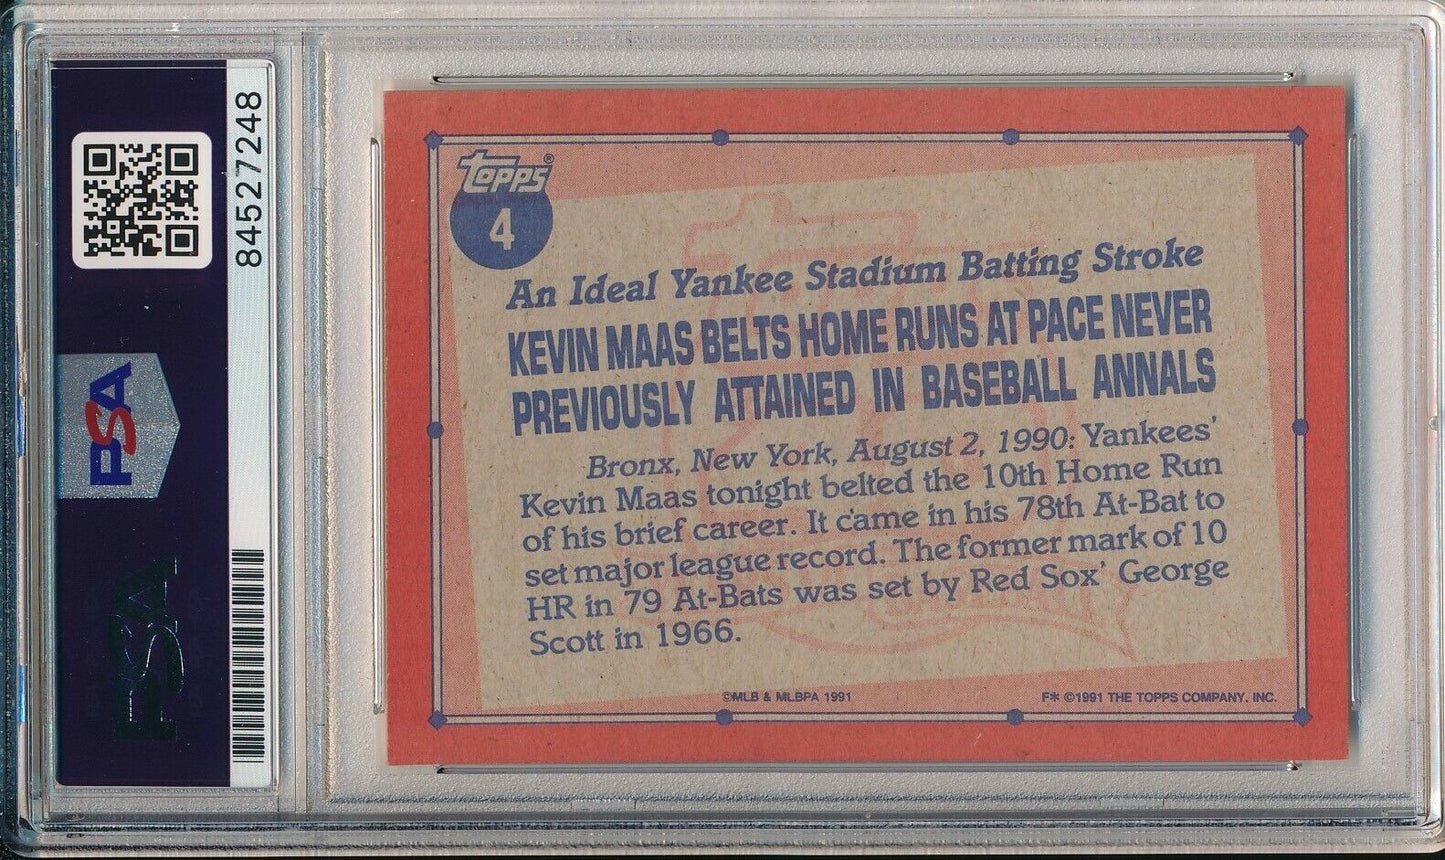 84527248
PSA
PSA
Topps®
4
An Ideal Yankee Stadium Batting Stroke
KEVIN MAAS BELTS HOME RUNS AT PACE NEVER
PREVIOUSLY ATTAINED IN BASEBALL ANNALS
Bronx, New York, August 2, 1990: Yankees'
Kevin Maas tonight belted the 10th Home Run
of his brief career. It came in his 78th At-Bat to
set major league record. The former mark of 10
HR in 79 At-Bats was set by Red Sox' George
Scott in 1966.
©MLB & MLBPA 1991
F* ©1991 THE TOPPS COMPANY, INC.